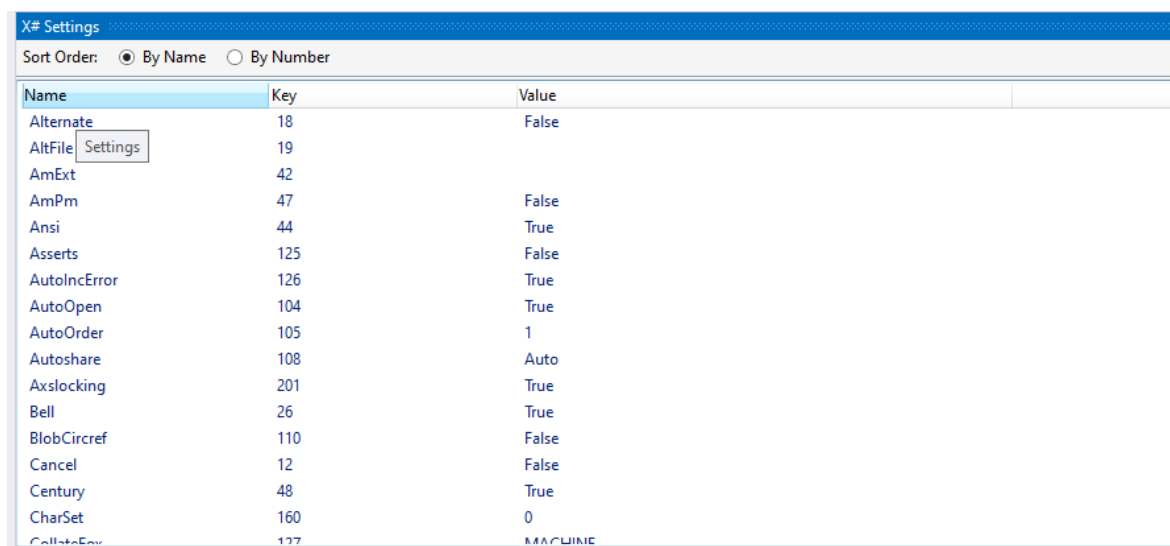 X# Settings
Sort Order: By Name By Number
Name Key Value
Alternate 18 False
AltFile Settings 19
AmExt 42
AmPm 47 False
Ansi 44 True
Asserts 125 False
AutoIncError 126 True
AutoOpen 104 True
AutoOrder 105 1
Autoshare 108 Auto
Axslocking 201 True
Bell 26 True
BlobCircref 110 False
Cancel 12 False
Century 48 True
CharSet 160 0
CollateFox 127 MACHINE